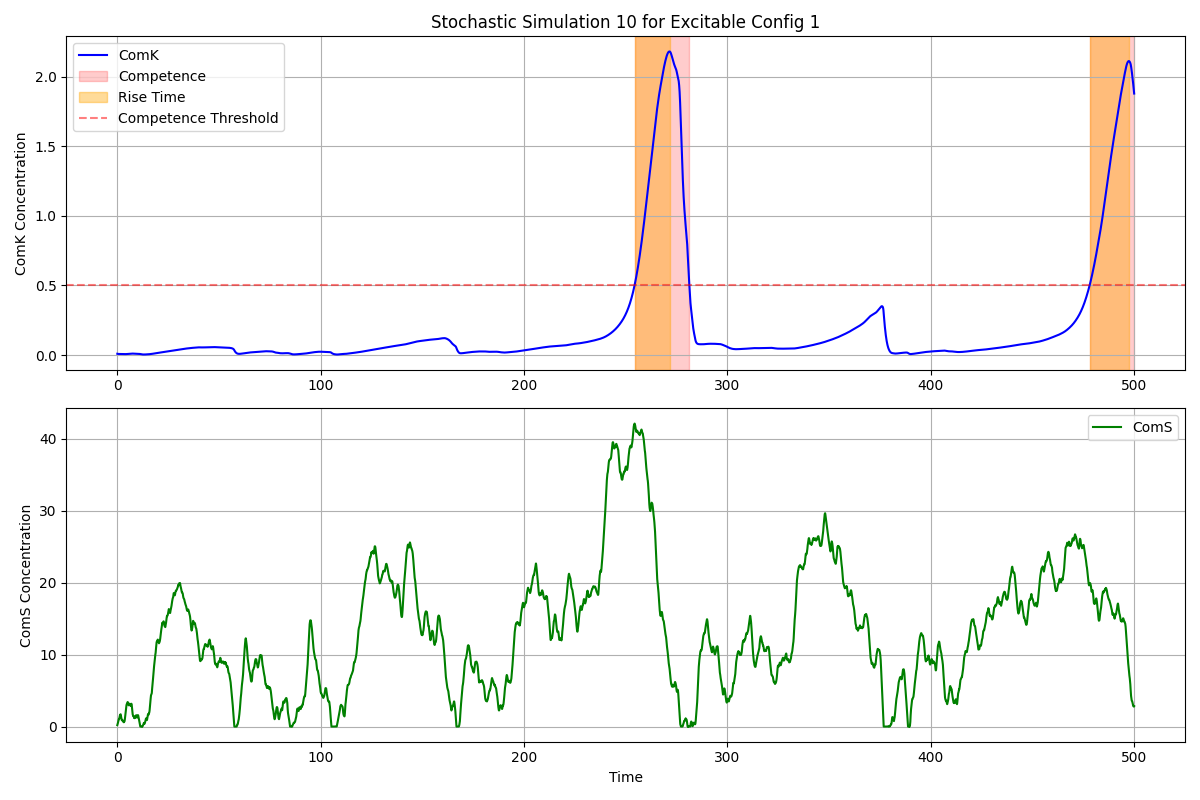 Stochastic Simulation 10 for Excitable Config 1
ComK Concentration
2.0
1.5
1.0
0.5
0.0
ComK
Competence
Rise Time
Competence Threshold
0 100 200 300 400 500
ComS Concentration
40
30
20
10
0
ComS
0 100 200 300 400 500
Time